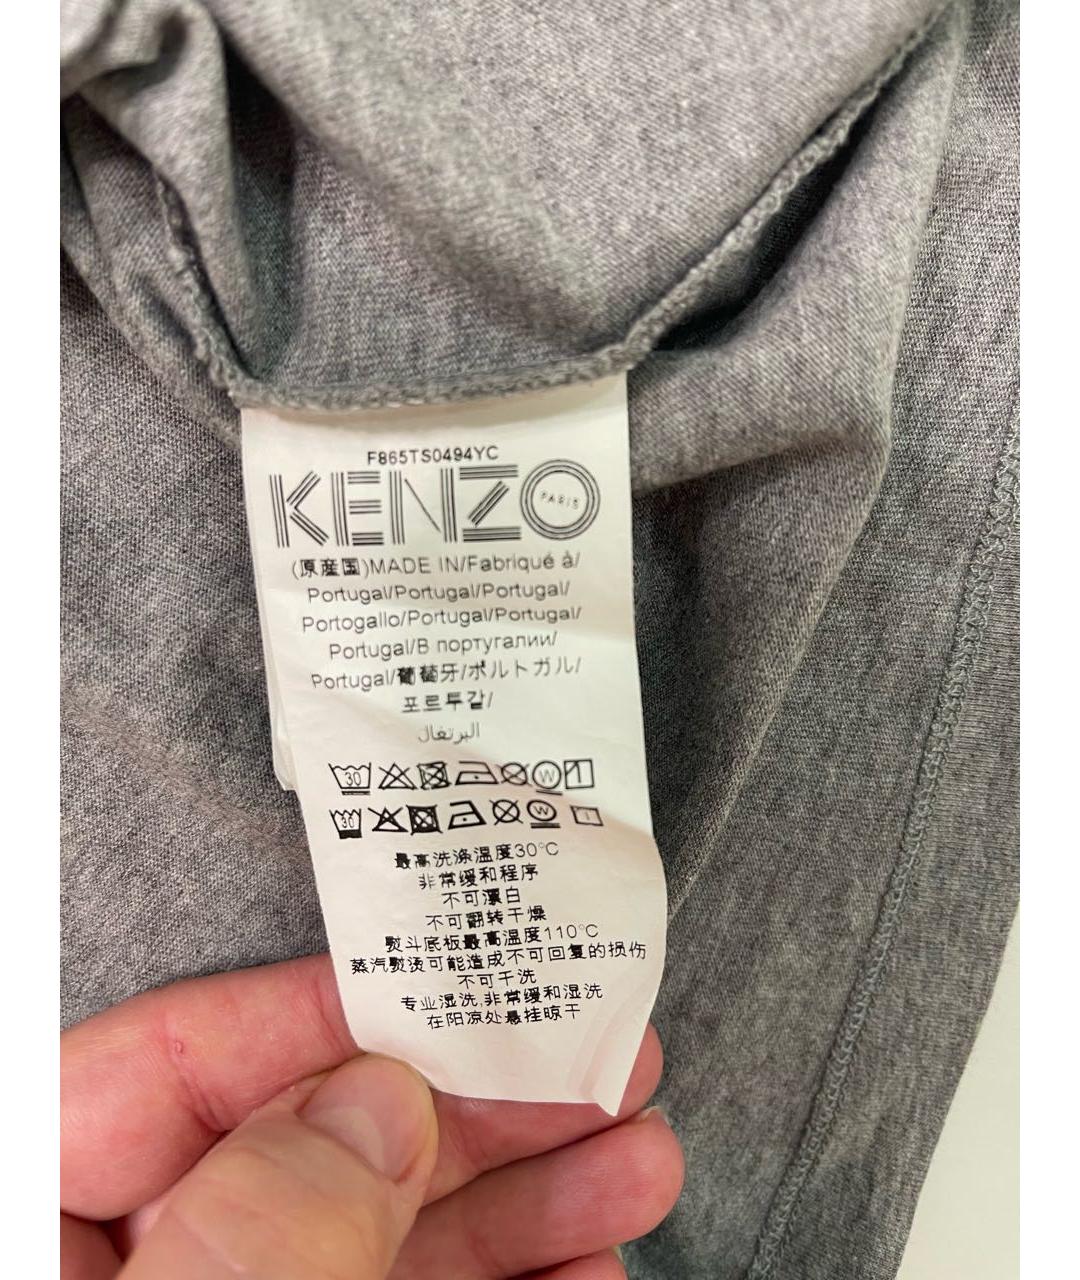 F865TS0494YC
KENZO PARIS
(原産国)MADE IN/Fabriqué à/
Portugal/Portugal/Portugal/
Portogallo/Portugal/Portugal/
Portugal/В португалии/
Portugal/葡萄牙/ポルトガル/
포르투갈/
البرتغال
30 W
30 W
最高洗涤温度30°C
非常缓和程序
不可漂白
不可翻转干燥
熨斗底板最高温度110°C
蒸汽熨烫可能造成不可回复的损伤
不可干洗
专业湿洗,非常缓和湿洗
在阳凉处悬挂晾干